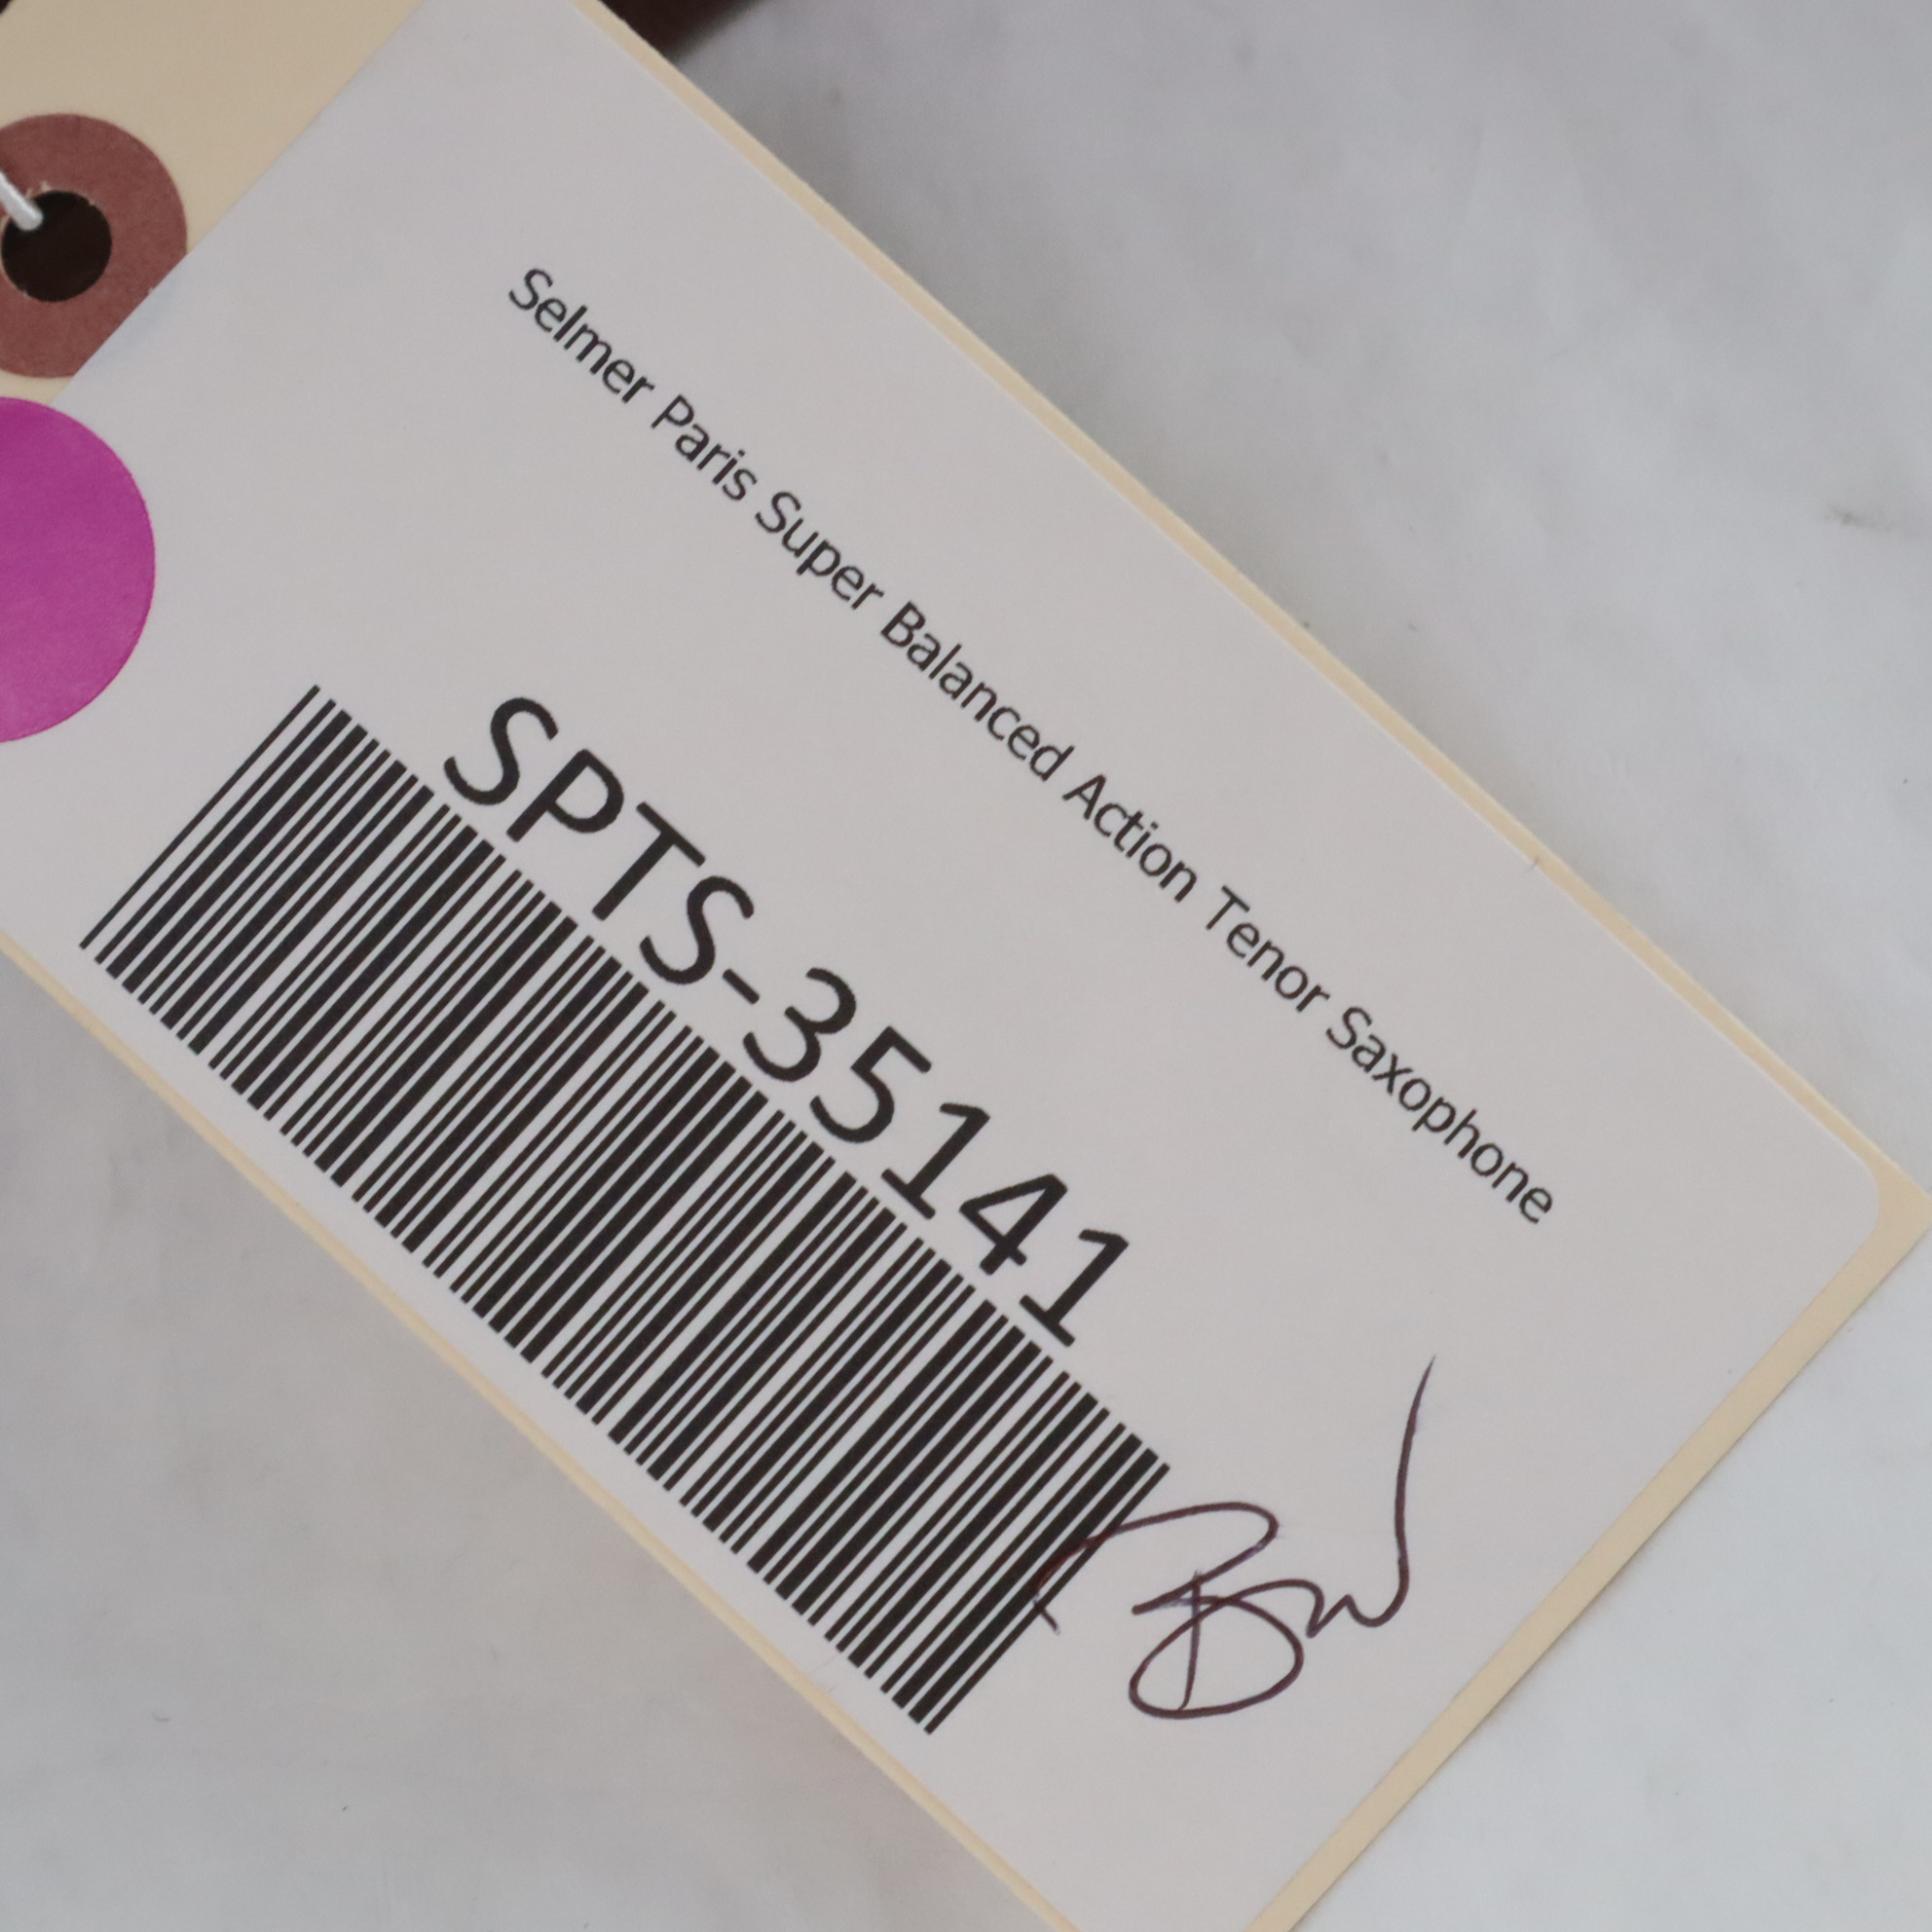 Selmer Paris Super Balanced Action Tenor Saxophone
SPTS-35141